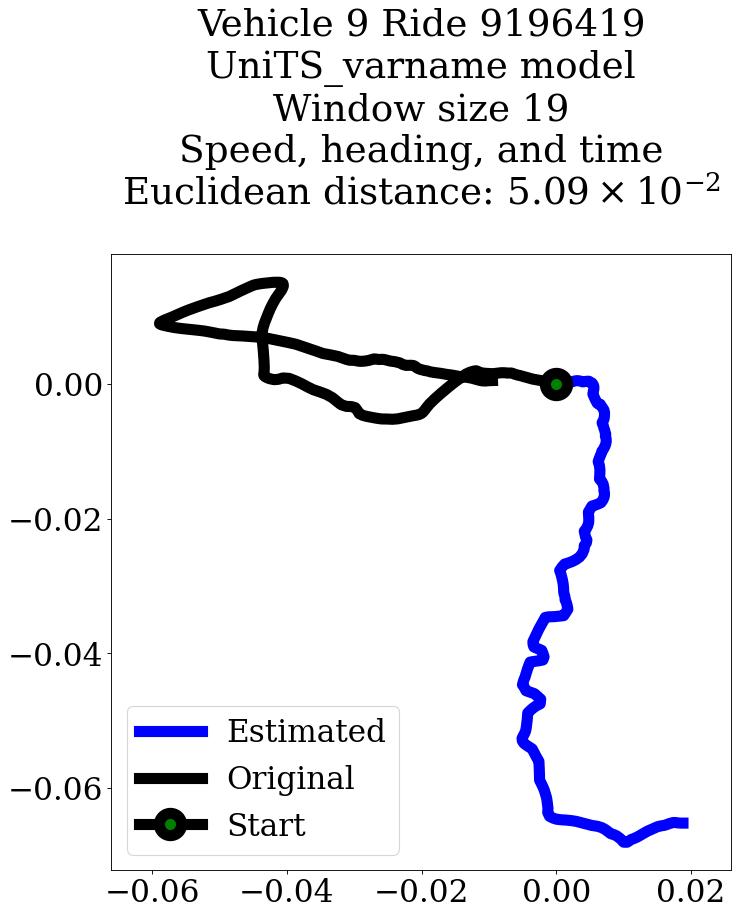 Vehicle 9 Ride 9196419
UniTS_varname model
Window size 19
Speed, heading, and time
Euclidean distance: 5.09 × 10⁻²
0.00
−0.02
−0.04
−0.06
Estimated
Original
Start
−0.06 −0.04 −0.02 0.00 0.02